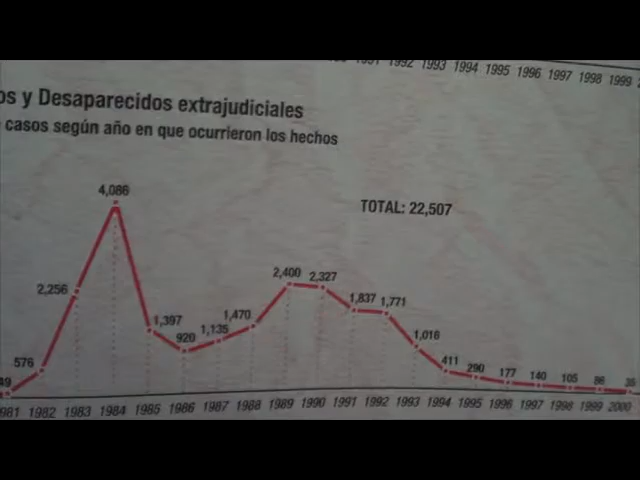 1992 1993 1994 1995 1996 1997 1998 1999
os y Desaparecidos extrajudiciales
casos según año en que ocurrieron los hechos
TOTAL: 22,507
4,086
2,400 2,327
2,256
1,837 1,771
1,397 1,470
920 1,135
1,016
576
411 290 177 140 105 86 35
49
981 1982 1983 1984 1985 1986 1987 1988 1989 1990 1991 1992 1993 1994 1995 1996 1997 1998 1999 2000